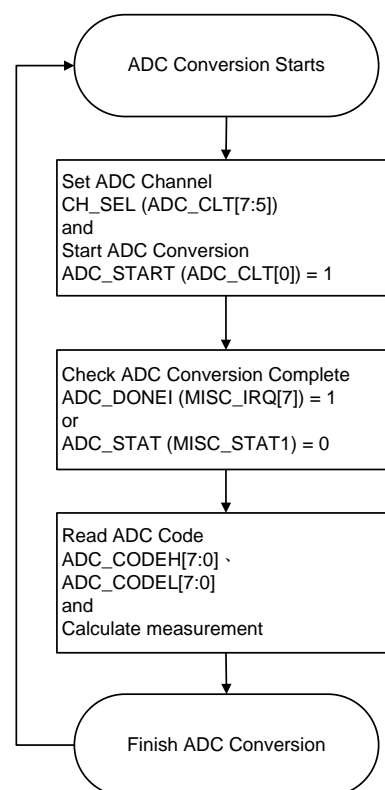 ADC Conversion Starts
Set ADC Channel
CH_SEL (ADC_CLT[7:5])
and
Start ADC Conversion
ADC_START (ADC_CLT[0]) = 1
Check ADC Conversion Complete
ADC_DONEI (MISC_IRQ[7]) = 1
or
ADC_STAT (MISC_STAT1) = 0
Read ADC Code
ADC_CODEH[7:0]、
ADC_CODEL[7:0]
and
Calculate measurement
Finish ADC Conversion